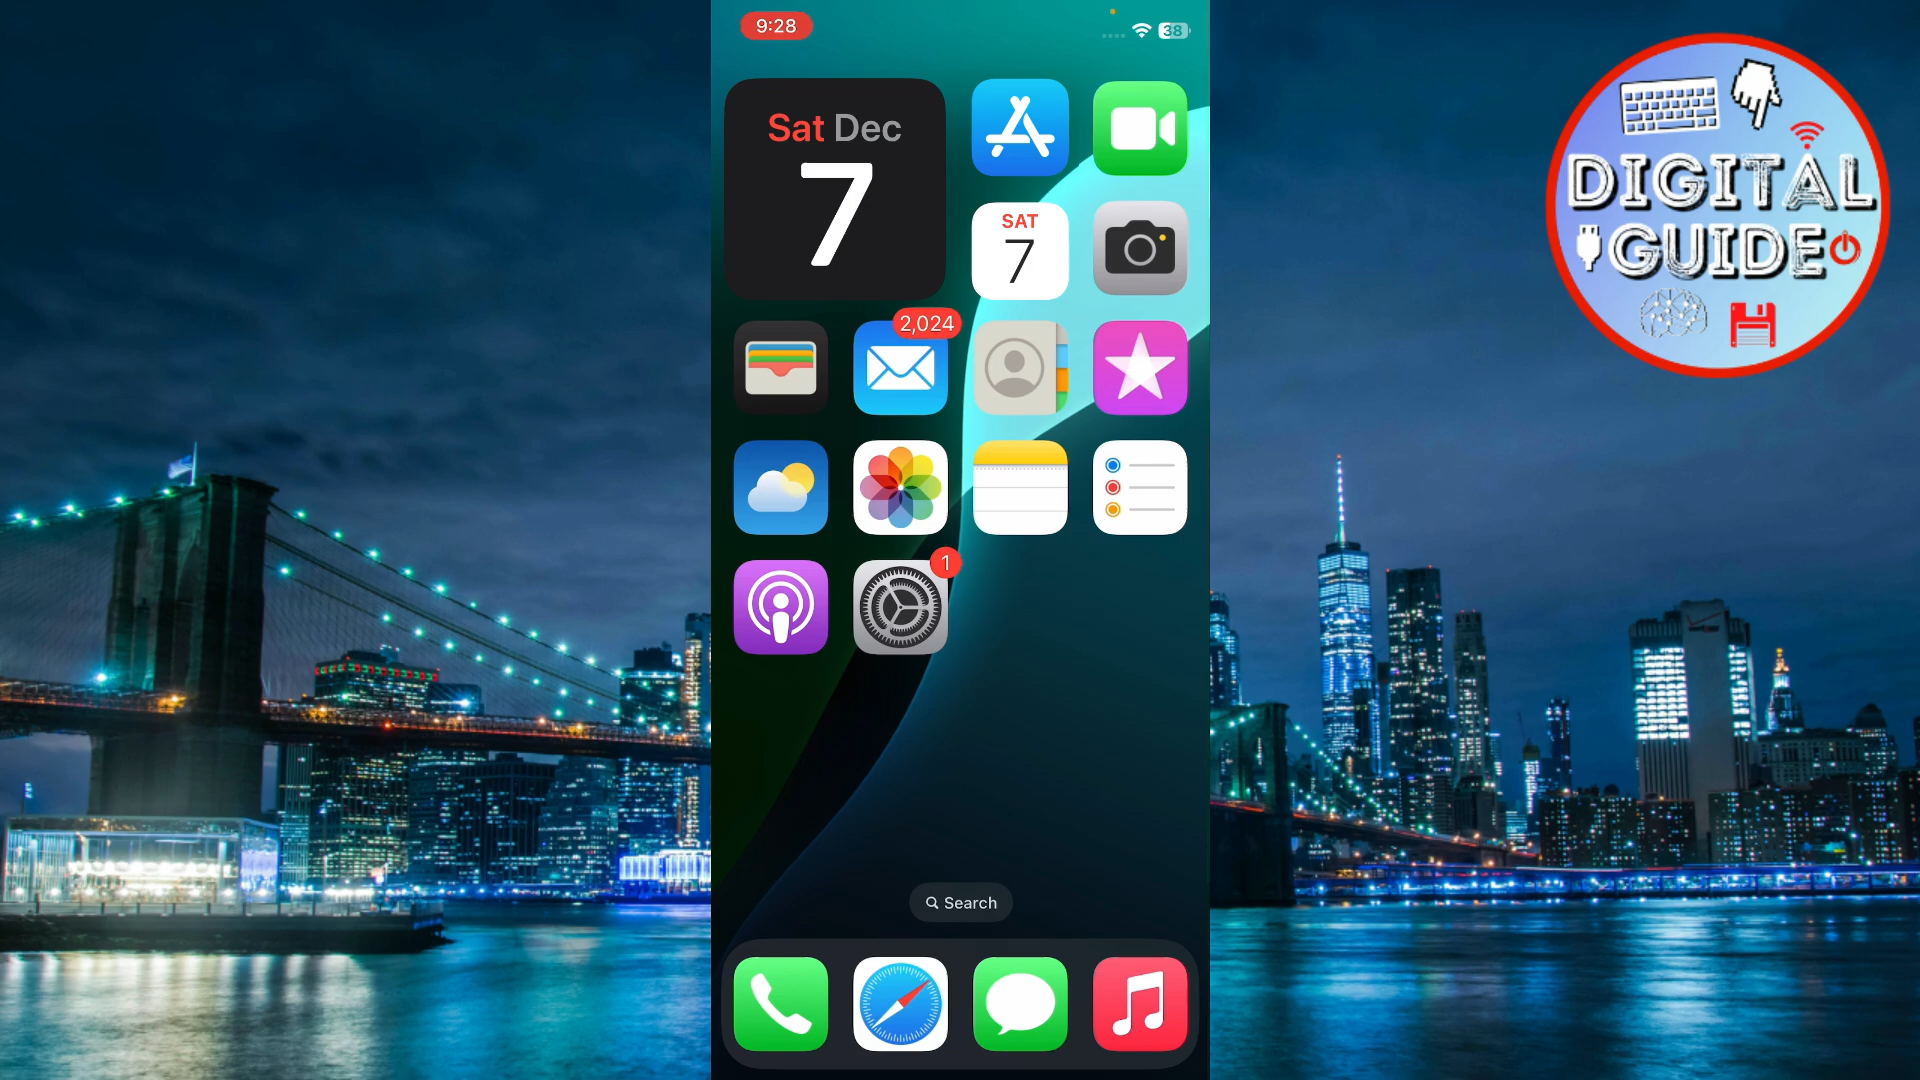 9:28
38
Sat Dec
7
SAT
7
2,024
1
Search
DIGITAL
GUIDE